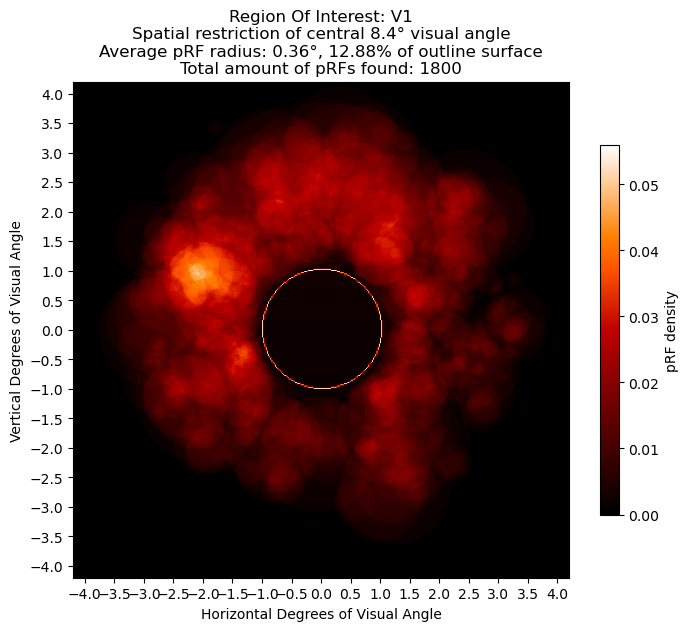 Region Of Interest: V1
Spatial restriction of central 8.4° visual angle
Average pRF radius: 0.36°, 12.88% of outline surface
Total amount of pRFs found: 1800
4.0
3.5
3.0
2.5
2.0
1.5
1.0
0.5
0.0
−0.5
−1.0
−1.5
−2.0
−2.5
−3.0
−3.5
−4.0
Vertical Degrees of Visual Angle
−4.0−3.5−3.0−2.5−2.0−1.5−1.0−0.5 0.0 0.5 1.0 1.5 2.0 2.5 3.0 3.5 4.0
Horizontal Degrees of Visual Angle
0.05
0.04
0.03
0.02
0.01
0.00
pRF density